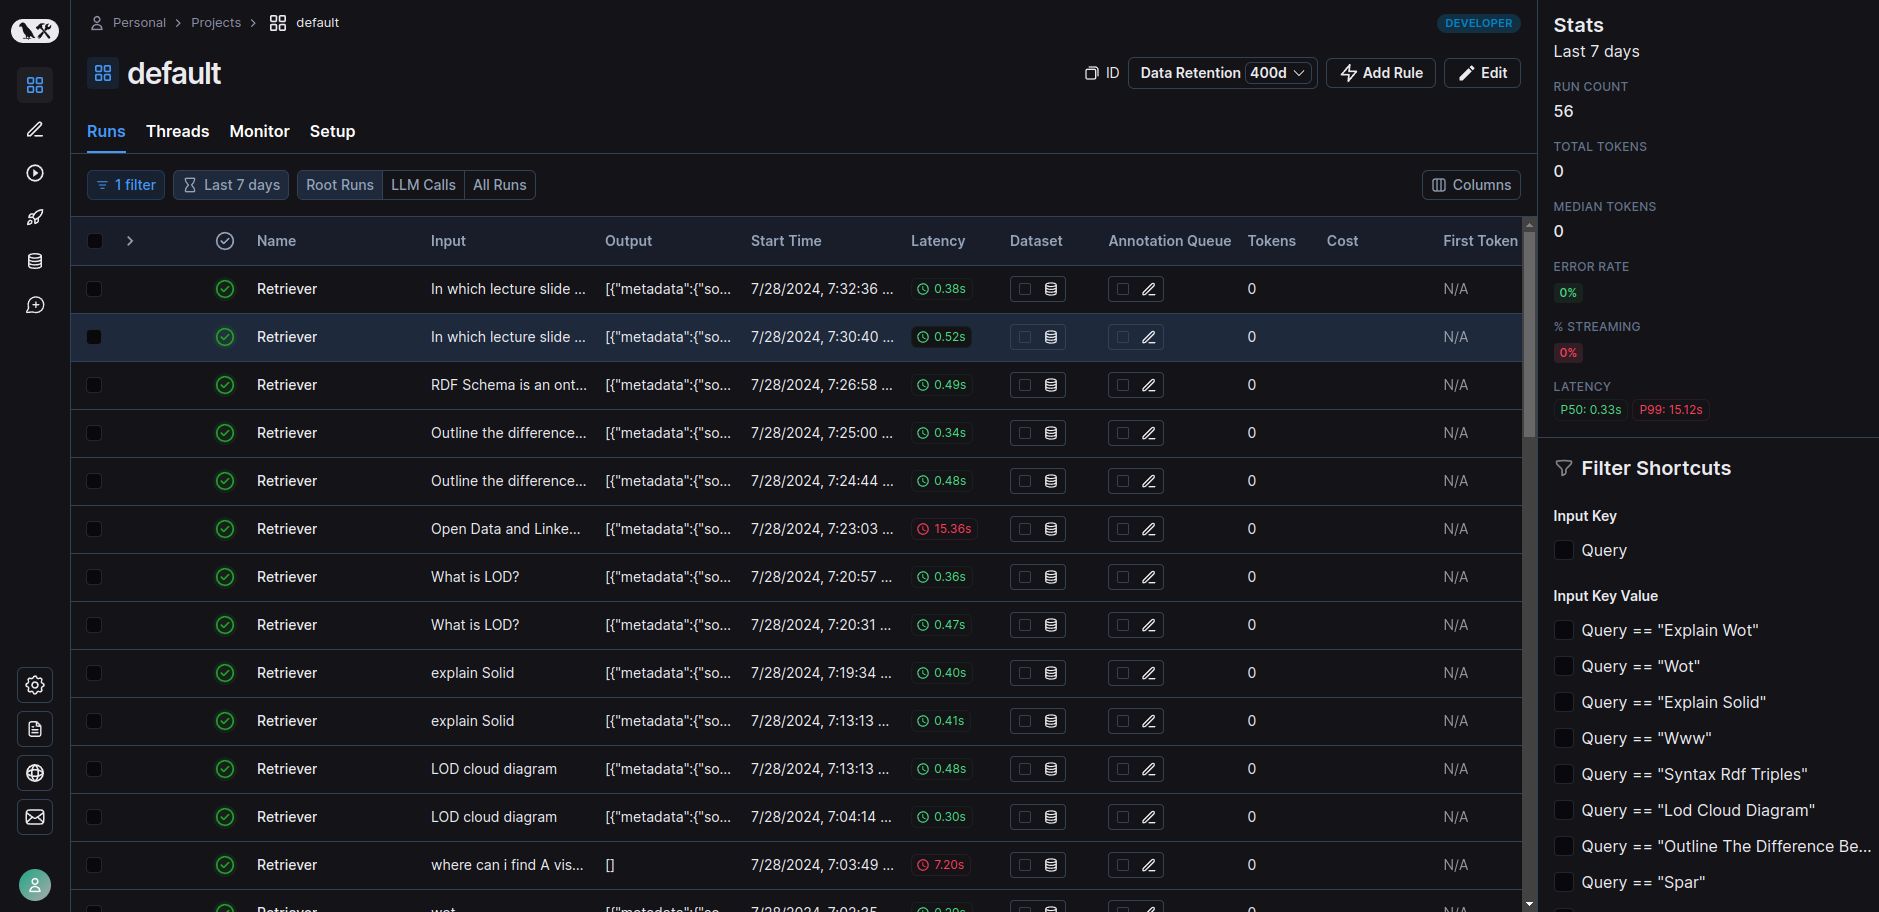 Personal > Projects > default
DEVELOPER
default
ID
Data Retention 400d
Add Rule
Edit
Runs Threads Monitor Setup
1 filter Last 7 days Root Runs LLM Calls All Runs Columns
Name Input Output Start Time Latency Dataset Annotation Queue Tokens Cost First Token
Retriever In which lecture slide ... [{"metadata":{"so... 7/28/2024, 7:32:36 ... 0.38s 0 N/A
Retriever In which lecture slide ... [{"metadata":{"so... 7/28/2024, 7:30:40 ... 0.52s 0 N/A
Retriever RDF Schema is an ont... [{"metadata":{"so... 7/28/2024, 7:26:58 ... 0.49s 0 N/A
Retriever Outline the difference... [{"metadata":{"so... 7/28/2024, 7:25:00 ... 0.34s 0 N/A
Retriever Outline the difference... [{"metadata":{"so... 7/28/2024, 7:24:44 ... 0.48s 0 N/A
Retriever Open Data and Linke... [{"metadata":{"so... 7/28/2024, 7:23:03 ... 15.36s 0 N/A
Retriever What is LOD? [{"metadata":{"so... 7/28/2024, 7:20:57 ... 0.36s 0 N/A
Retriever What is LOD? [{"metadata":{"so... 7/28/2024, 7:20:31 ... 0.47s 0 N/A
Retriever explain Solid [{"metadata":{"so... 7/28/2024, 7:19:34 ... 0.40s 0 N/A
Retriever explain Solid [{"metadata":{"so... 7/28/2024, 7:13:13 ... 0.41s 0 N/A
Retriever LOD cloud diagram [{"metadata":{"so... 7/28/2024, 7:13:13 ... 0.48s 0 N/A
Retriever LOD cloud diagram [{"metadata":{"so... 7/28/2024, 7:04:14 ... 0.30s 0 N/A
Retriever where can i find A vis... [] 7/28/2024, 7:03:49 ... 7.20s 0 N/A
Stats
Last 7 days
RUN COUNT
56
TOTAL TOKENS
0
MEDIAN TOKENS
0
ERROR RATE
0%
% STREAMING
0%
LATENCY
P50: 0.33s P99: 15.12s
Filter Shortcuts
Input Key
Query
Input Key Value
Query == "Explain Wot"
Query == "Wot"
Query == "Explain Solid"
Query == "Www"
Query == "Syntax Rdf Triples"
Query == "Lod Cloud Diagram"
Query == "Outline The Difference Be...
Query == "Spar"